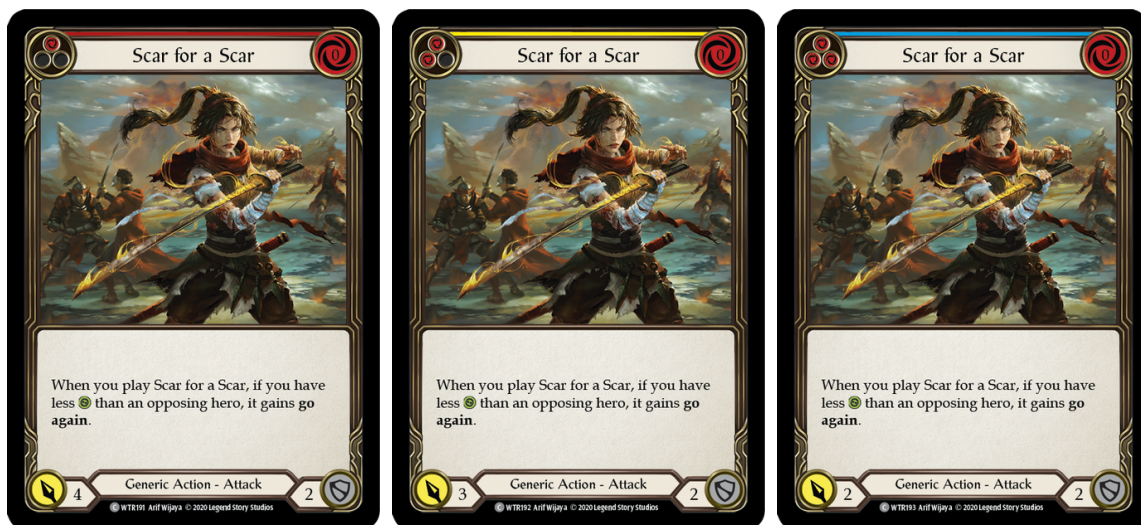 Scar for a Scar
0
When you play Scar for a Scar, if you have
less than an opposing hero, it gains go
again.
4
Generic Action - Attack
2
C WTR191 Arif Wijaya © 2020 Legend Story Studios
Scar for a Scar
0
When you play Scar for a Scar, if you have
less than an opposing hero, it gains go
again.
3
Generic Action - Attack
2
C WTR192 Arif Wijaya © 2020 Legend Story Studios
Scar for a Scar
0
When you play Scar for a Scar, if you have
less than an opposing hero, it gains go
again.
2
Generic Action - Attack
2
C WTR193 Arif Wijaya © 2020 Legend Story Studios